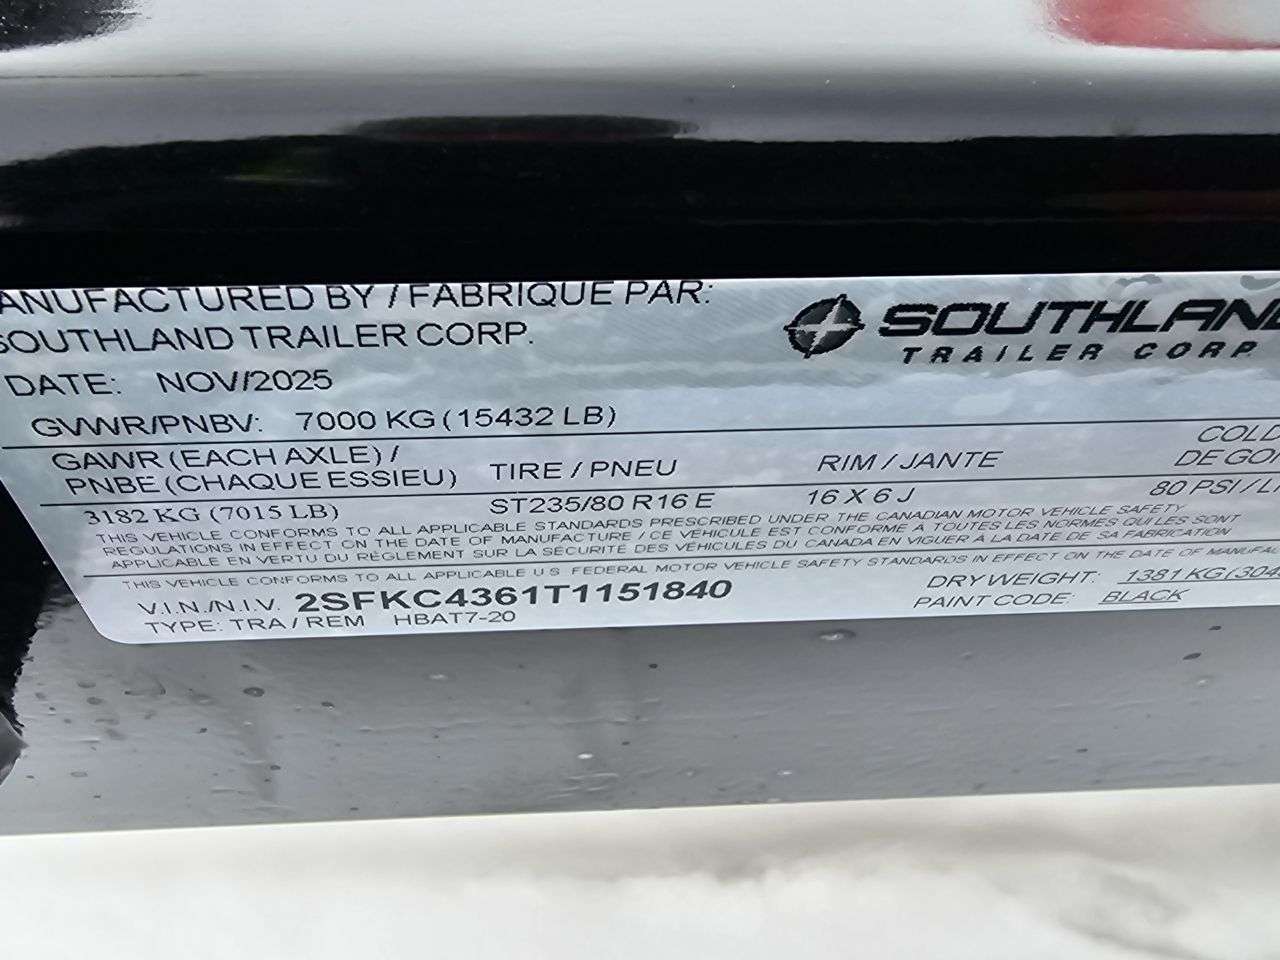 ANUFACTURED BY / FABRIQUE PAR:
SOUTHLAND TRAILER CORP.
SOUTHLAND
TRAILER CORP
DATE: NOV/2025
GVWR/PNBV: 7000 KG (15432 LB)
GAWR (EACH AXLE) /
PNBE (CHAQUE ESSIEU)
TIRE / PNEU
RIM / JANTE
COLD
DE GO
3182 KG (7015 LB) ST235/80 R16 E 16 X 6 J 80 PSI/L
THIS VEHICLE CONFORMS TO ALL APPLICABLE STANDARDS PRESCRIBED UNDER THE CANADIAN MOTOR VEHICLE SAFETY
REGULATIONS IN EFFECT ON THE DATE OF MANUFACTURE / CE VÉHICULE EST CONFORME À TOUTES LES NORMES QUI LES SONT
APPLICABLE EN VERTU DU RÈGLEMENT SUR LA SÉCURITÉ DES VÉHICULES DU CANADA EN VIGUER À LA DATE DE SA FABRICATION
THIS VEHICLE CONFORMS TO ALL APPLICABLE U.S. FEDERAL MOTOR VEHICLE SAFETY STANDARDS IN EFFECT ON THE DATE OF MANUFAC
V.I.N./N.I.V. 2SFKC4361T1151840 DRY WEIGHT: 1381 KG (304
TYPE: TRA / REM HBAT7-20 PAINT CODE: BLACK